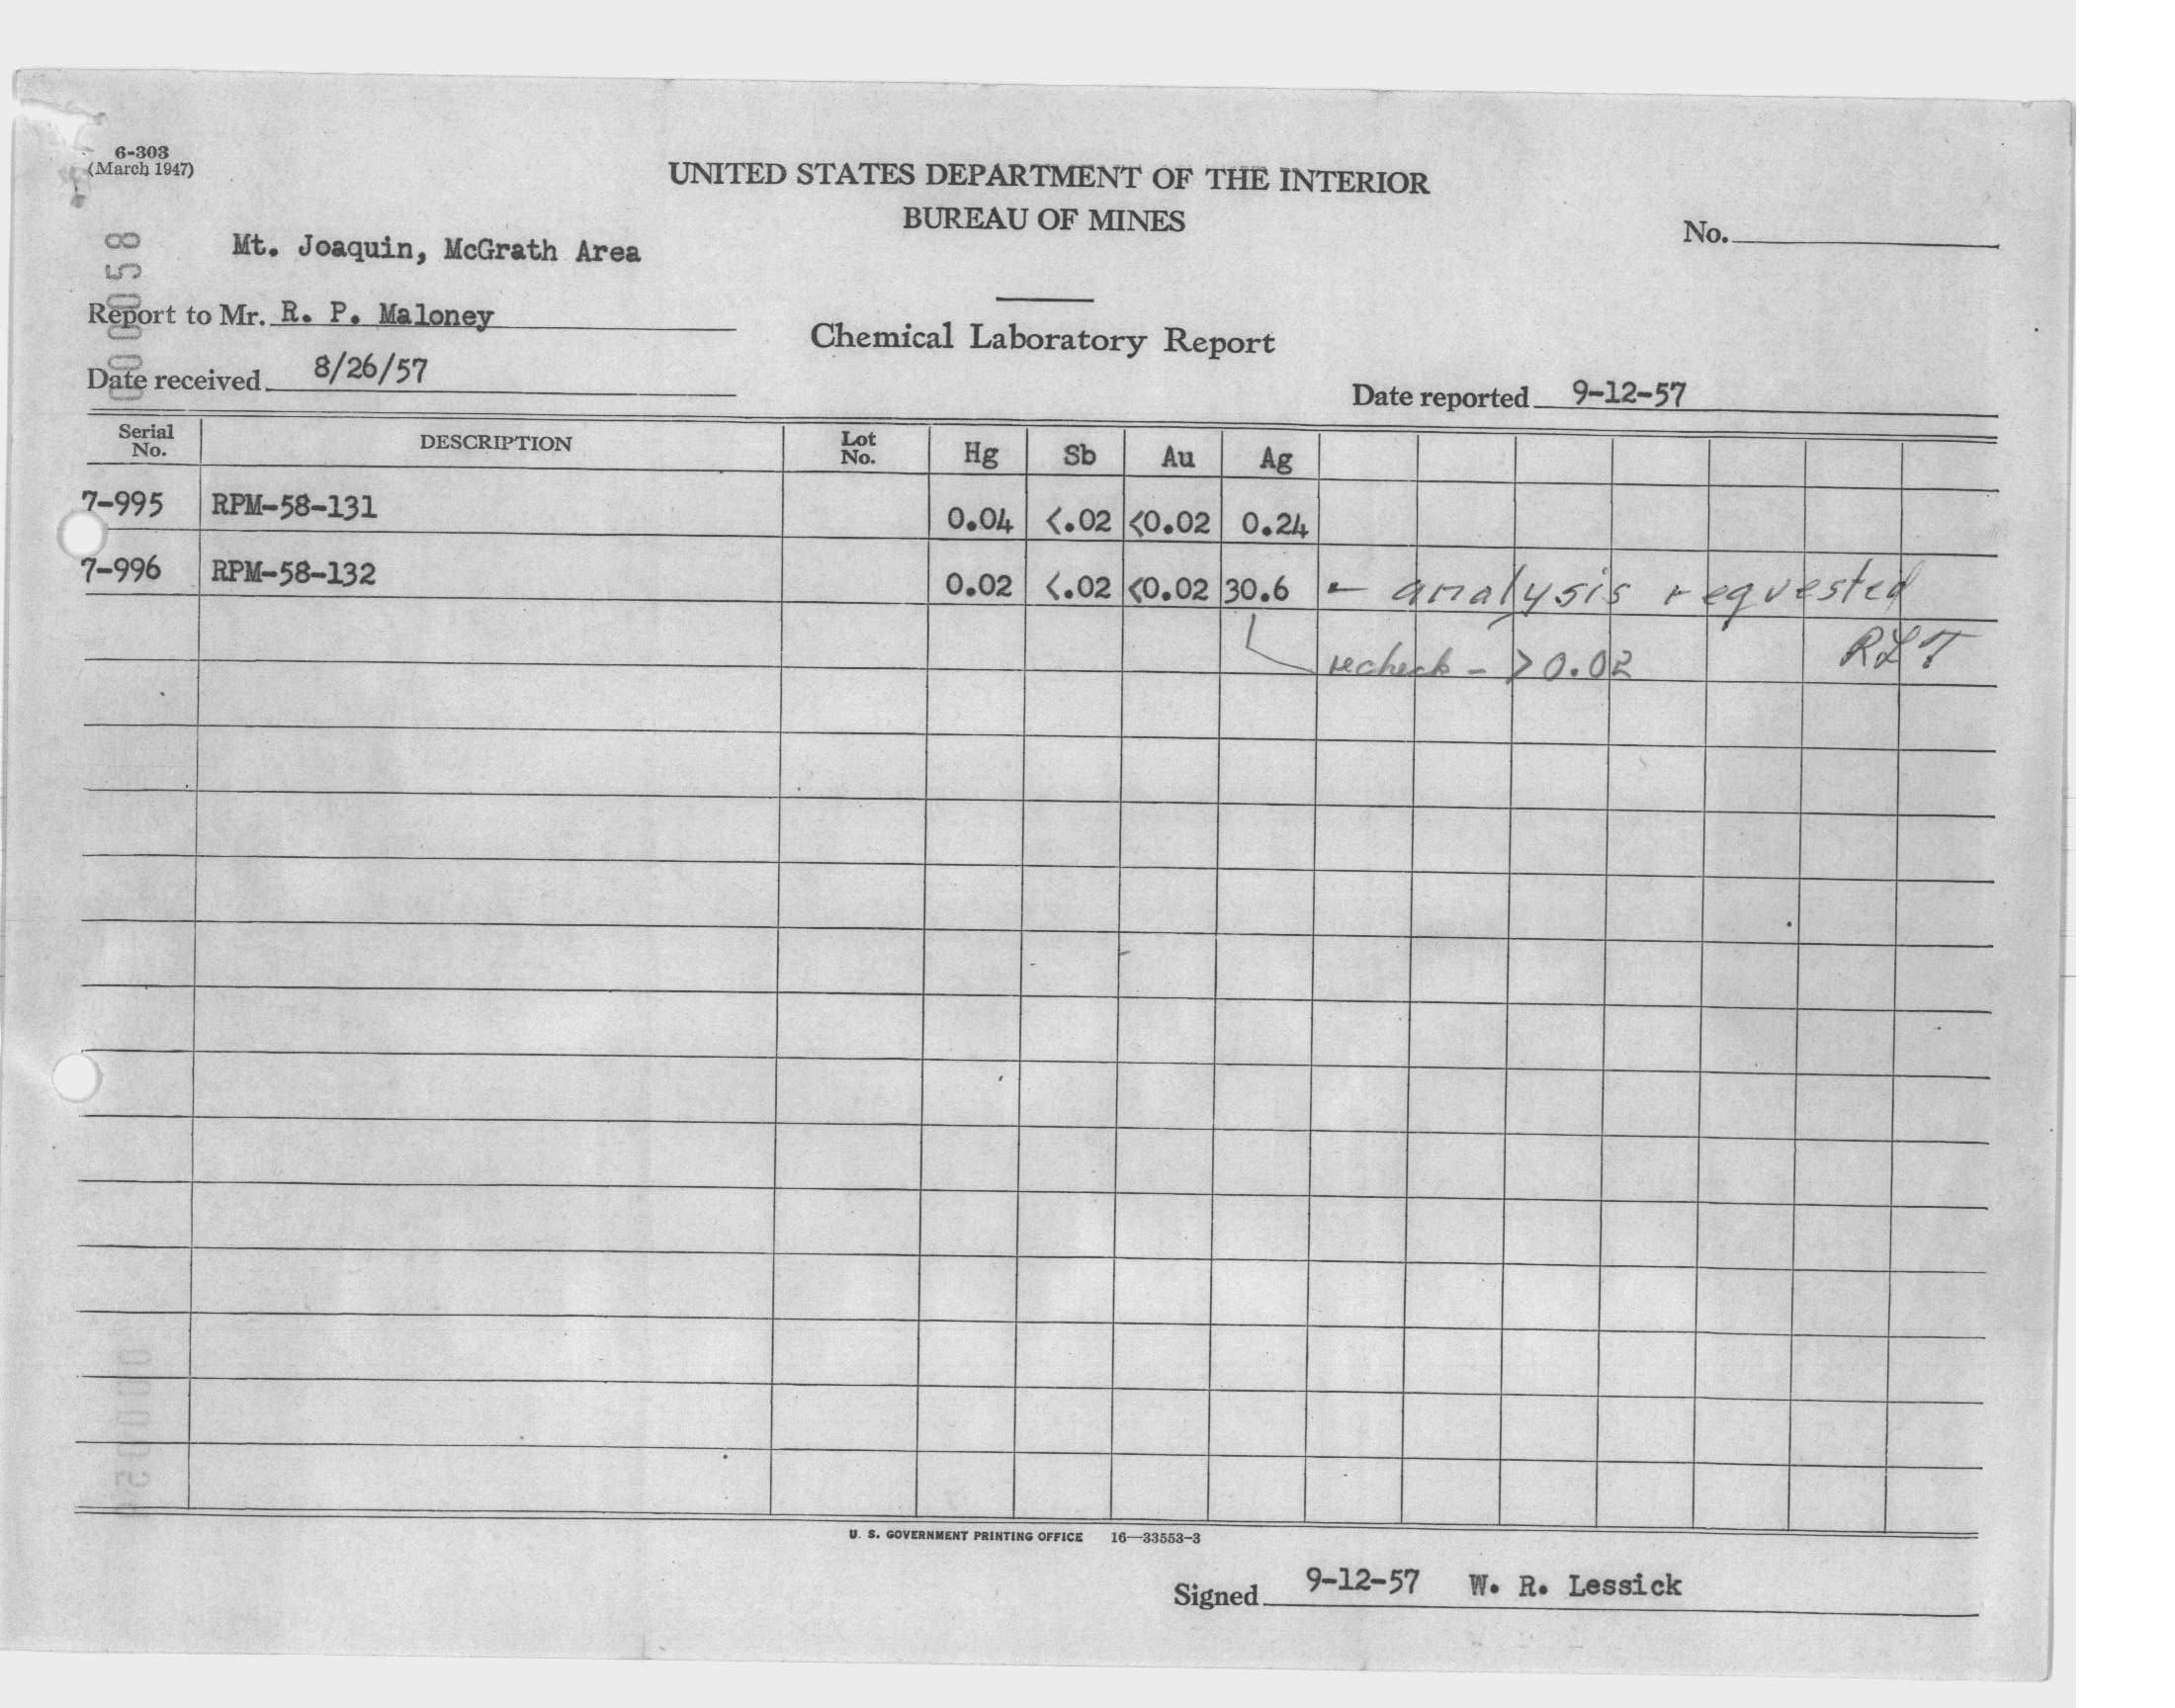 6-303
(March 1947)
UNITED STATES DEPARTMENT OF THE INTERIOR
BUREAU OF MINES
No.
000058
Mt. Joaquin, McGrath Area
Report to Mr. R. P. Maloney
Chemical Laboratory Report
Date received 8/26/57
Date reported 9-12-57
Serial No. DESCRIPTION Lot No. Hg Sb Au Ag
7-995 RPM-58-131 0.04 <.02 <0.02 0.24
7-996 RPM-58-132 0.02 <.02 <0.02 30.6 ← analysis requested
recheck - >0.02 RLT
U. S. GOVERNMENT PRINTING OFFICE 16—33553-3
Signed 9-12-57 W. R. Lessick